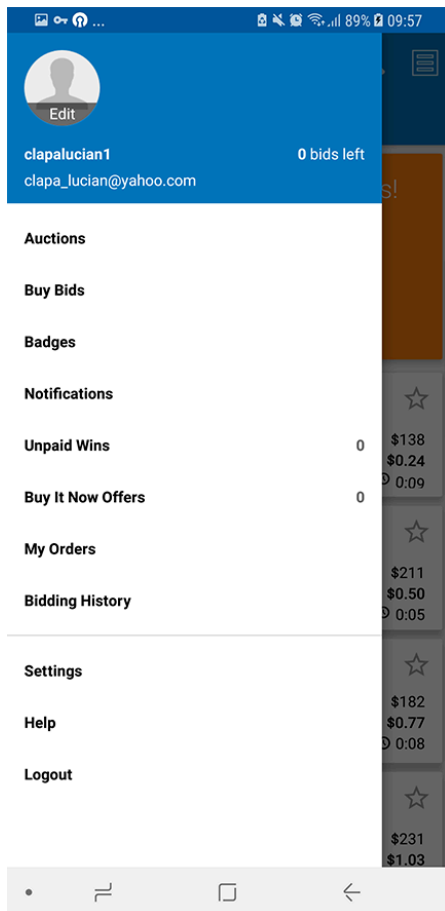 ... 89% 09:57
Edit
clapalucian1 0 bids left
clapa_lucian@yahoo.com
s!
Auctions
Buy Bids
Badges
Notifications
Unpaid Wins 0
Buy It Now Offers 0
My Orders
Bidding History
Settings
Help
Logout
$138
$0.24
0:09
$211
$0.50
0:05
$182
$0.77
0:08
$231
$1.03